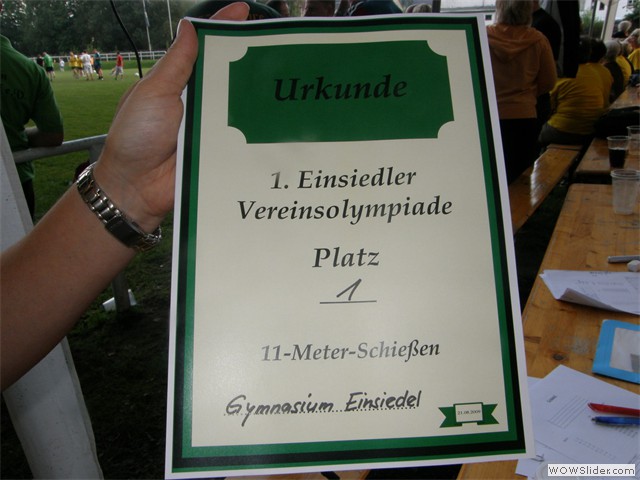 Urkunde
1. Einsiedler
Vereinsolympiade
Platz
1
11-Meter-Schießen
Gymnasium Einsiedel
WOWSlider.com